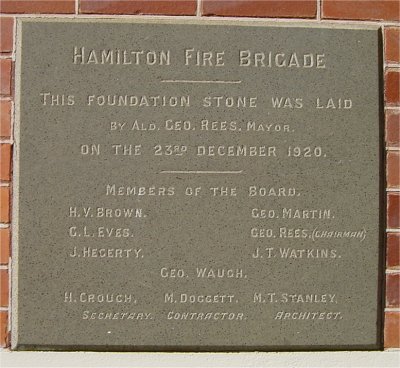 HAMILTON FIRE BRIGADE
THIS FOUNDATION STONE WAS LAID
BY ALD. GEO. REES. MAYOR.
ON THE 23RD DECEMBER 1920.
MEMBERS OF THE BOARD.
H.V. BROWN. GEO. MARTIN.
C.L. EVES. GEO. REES. (CHAIRMAN)
J. HEGERTY. J.T. WATKINS.
GEO. WAUGH.
H. CROUCH, M. DOGGETT. M.T. STANLEY,
SECRETARY. CONTRACTOR. ARCHITECT.